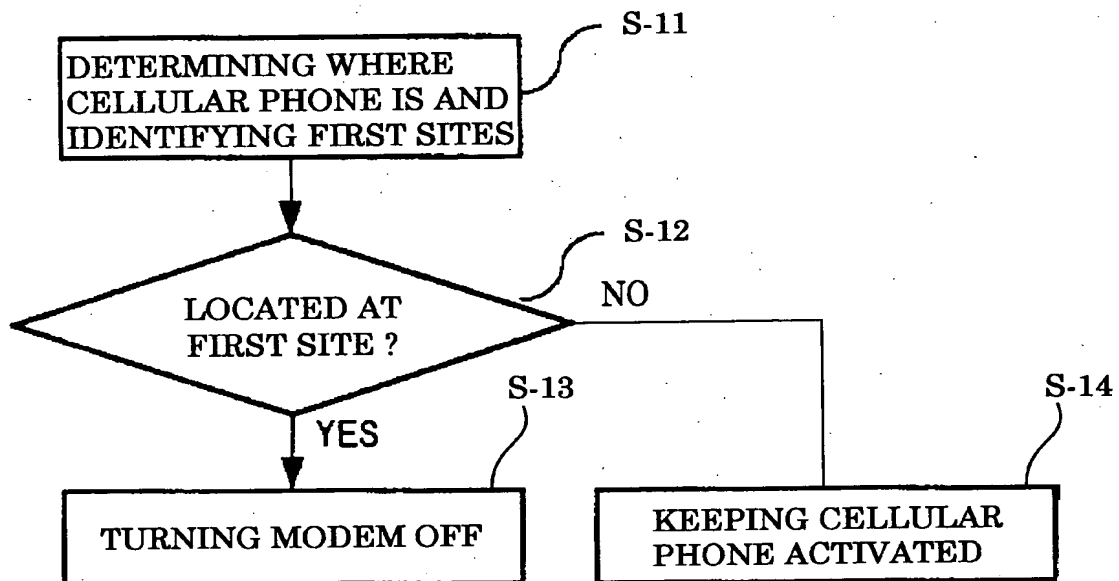 S-11
DETERMINING WHERE
CELLULAR PHONE IS AND
IDENTIFYING FIRST SITES
S-12
LOCATED AT
FIRST SITE ?
NO
YES
S-13
TURNING MODEM OFF
S-14
KEEPING CELLULAR
PHONE ACTIVATED